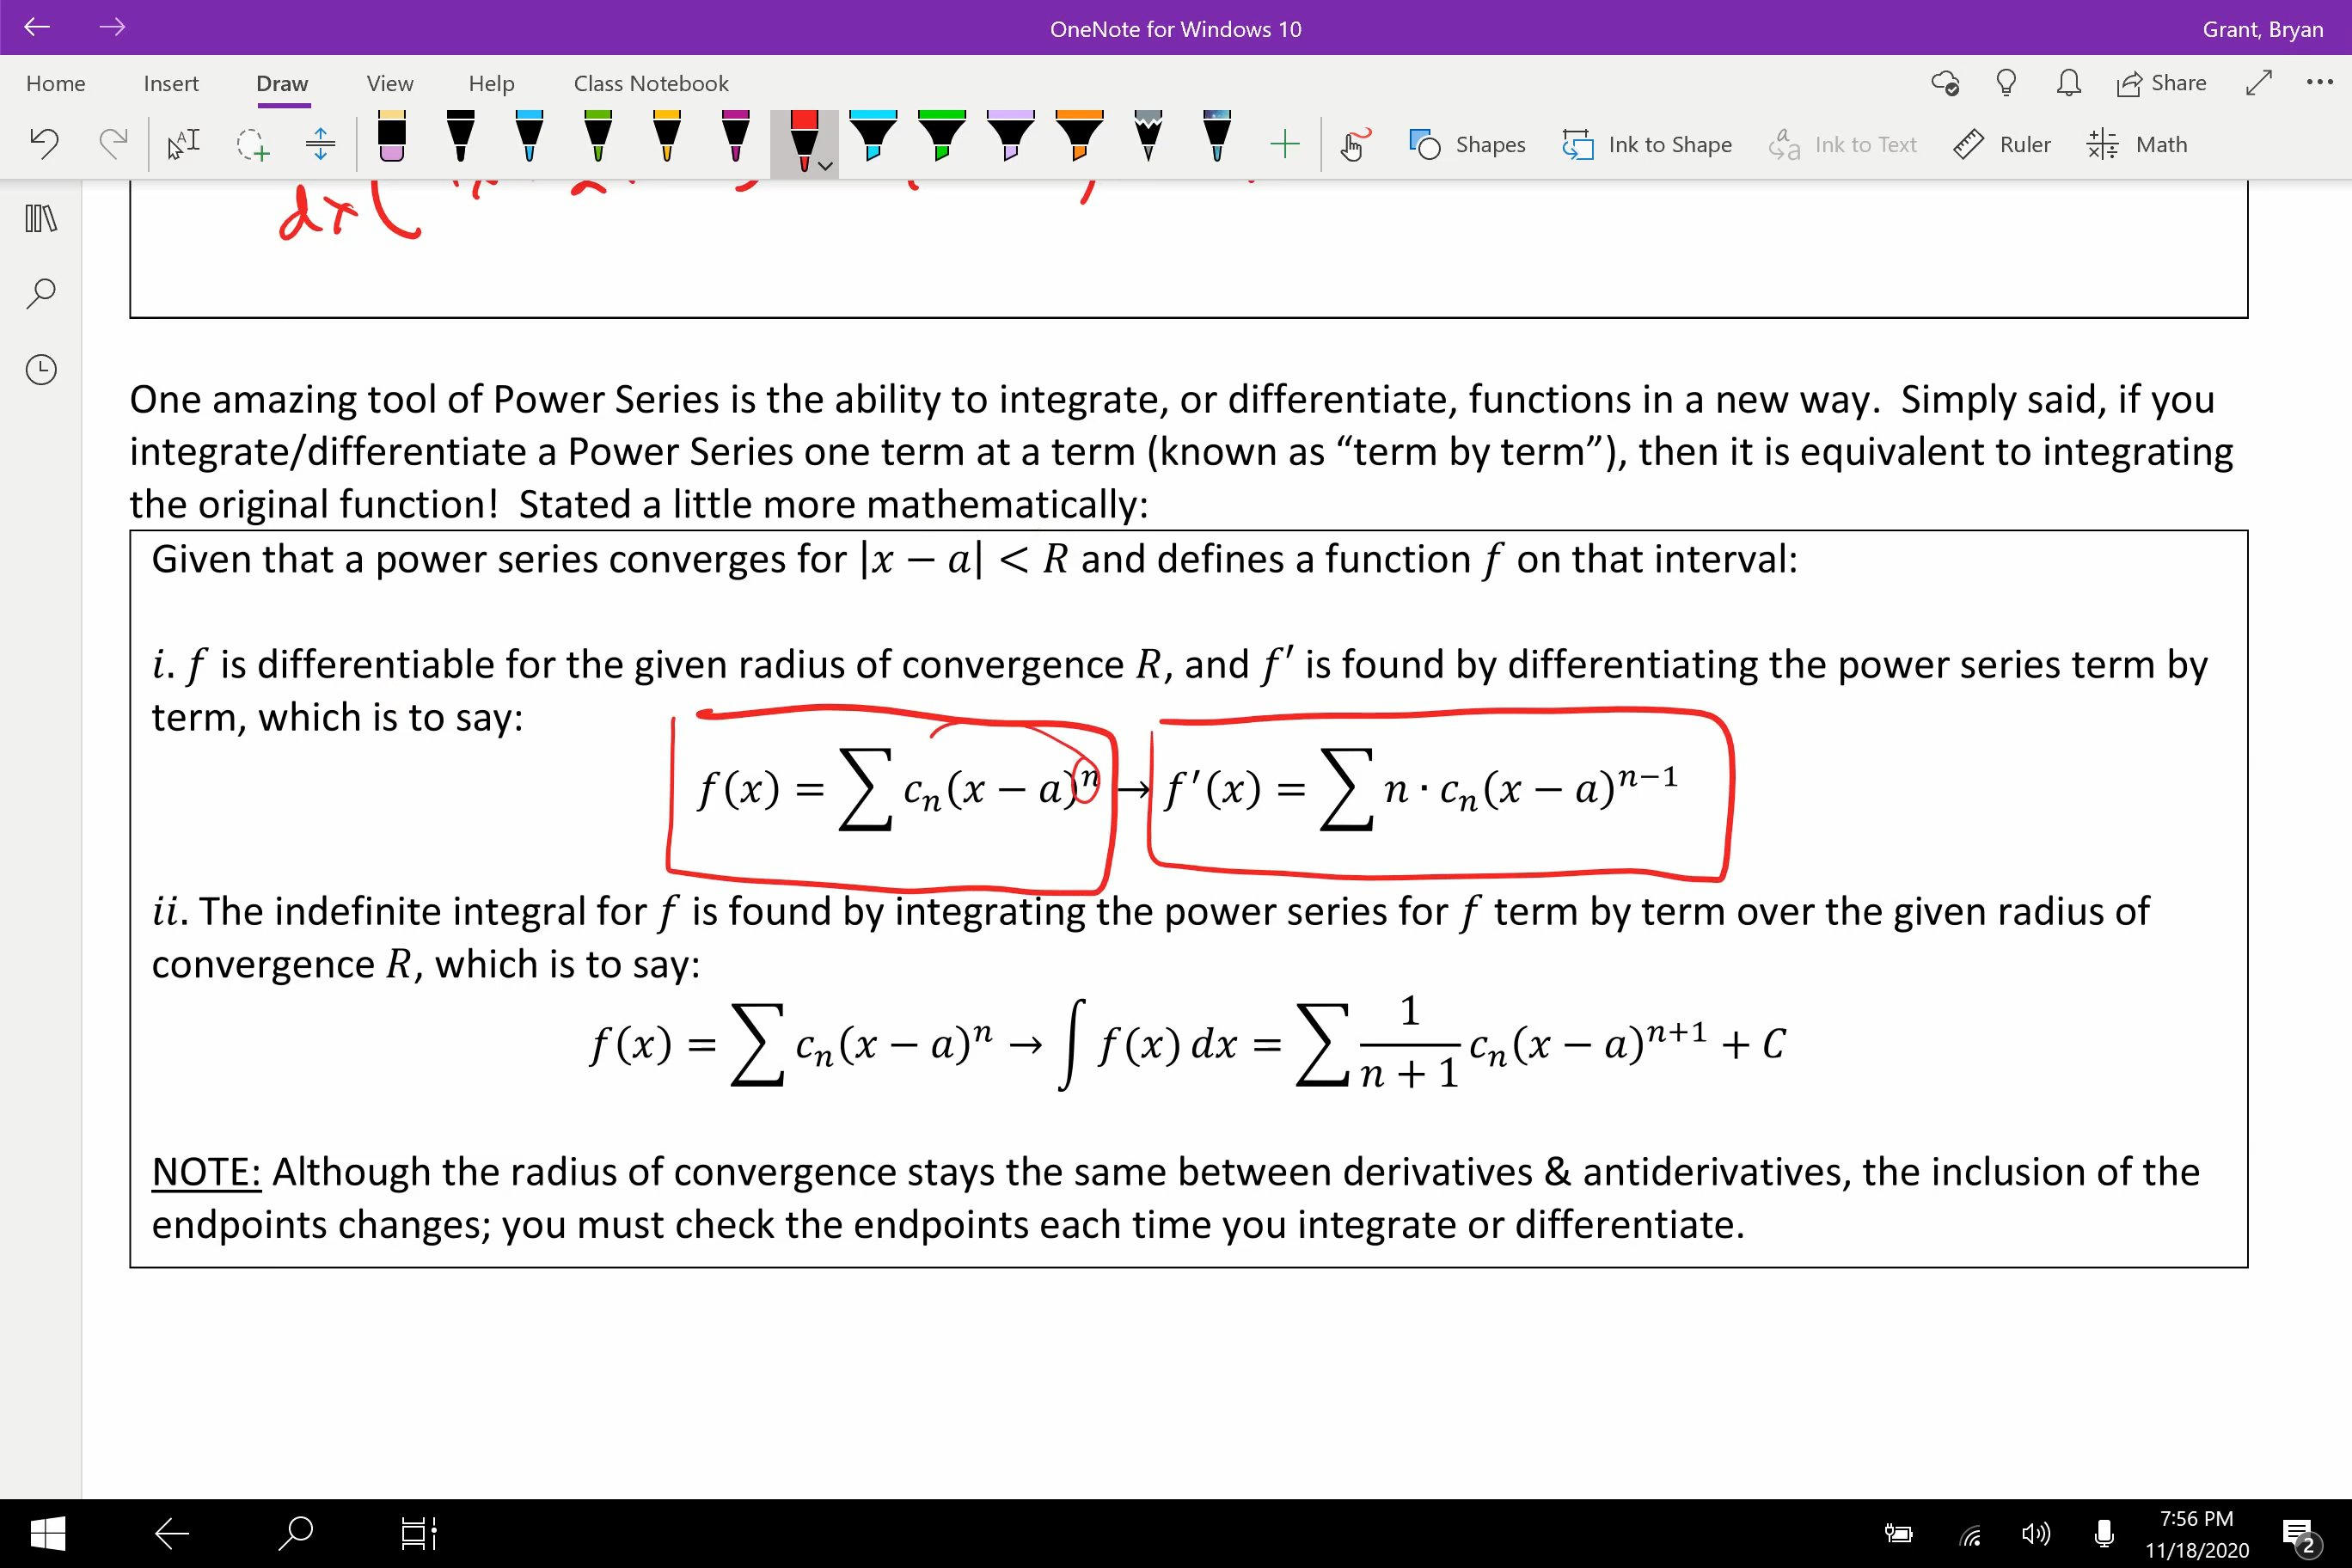 OneNote for Windows 10
Grant, Bryan
Home Insert Draw View Help Class Notebook
Share
Shapes Ink to Shape Ink to Text Ruler Math
dx (
One amazing tool of Power Series is the ability to integrate, or differentiate, functions in a new way. Simply said, if you
integrate/differentiate a Power Series one term at a term (known as “term by term”), then it is equivalent to integrating
the original function! Stated a little more mathematically:
Given that a power series converges for |x − a| < R and defines a function f on that interval:
i. f is differentiable for the given radius of convergence R, and f′ is found by differentiating the power series term by
term, which is to say:
f(x) = ∑ cₙ(x − a)ⁿ → f′(x) = ∑ n · cₙ(x − a)ⁿ⁻¹
ii. The indefinite integral for f is found by integrating the power series for f term by term over the given radius of
convergence R, which is to say:
f(x) = ∑ cₙ(x − a)ⁿ → ∫ f(x) dx = ∑ 1/(n + 1) cₙ(x − a)ⁿ⁺¹ + C
NOTE: Although the radius of convergence stays the same between derivatives & antiderivatives, the inclusion of the
endpoints changes; you must check the endpoints each time you integrate or differentiate.
7:56 PM
11/18/2020
2